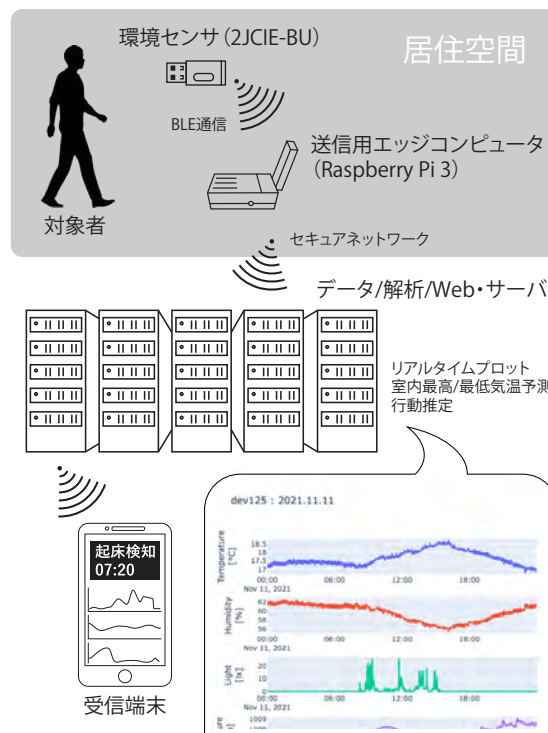 環境センサ(2JCIE-BU)
居住空間
BLE通信
送信用エッジコンピュータ
(Raspberry Pi 3)
対象者
セキュアネットワーク
データ/解析/Web・サーバ
リアルタイムプロット
室内最高/最低気温予測
行動推定
dev125 : 2021.11.11
起床検知
07:20
受信端末
Temperature
[°C]
18.5
18
17.5
17
00:00 06:00 12:00 18:00
Nov 11, 2021
Humidity
[%]
62
60
58
56
00:00 06:00 12:00 18:00
Nov 11, 2021
Light
[lx]
20
10
0
00:00 06:00 12:00 18:00
Nov 11, 2021
1009